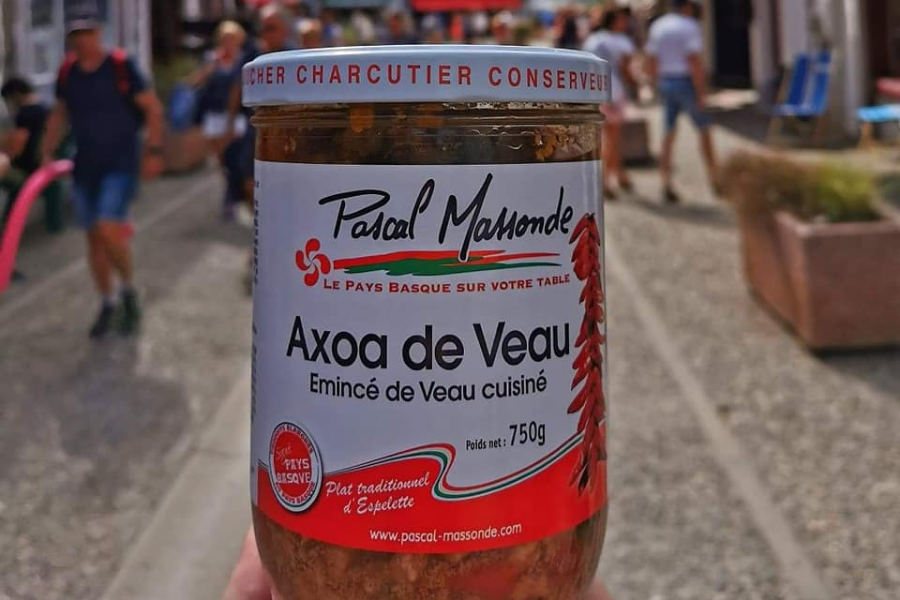 CHER CHARCUTIER CONSERVEU
Pascal Massonde
LE PAYS BASQUE SUR VOTRE TABLE
Axoa de Veau
Emincé de Veau cuisiné
Poids net : 750g
PAYS
BASQUE
Plat traditionnel
d'Espelette
www.pascal-massonde.com